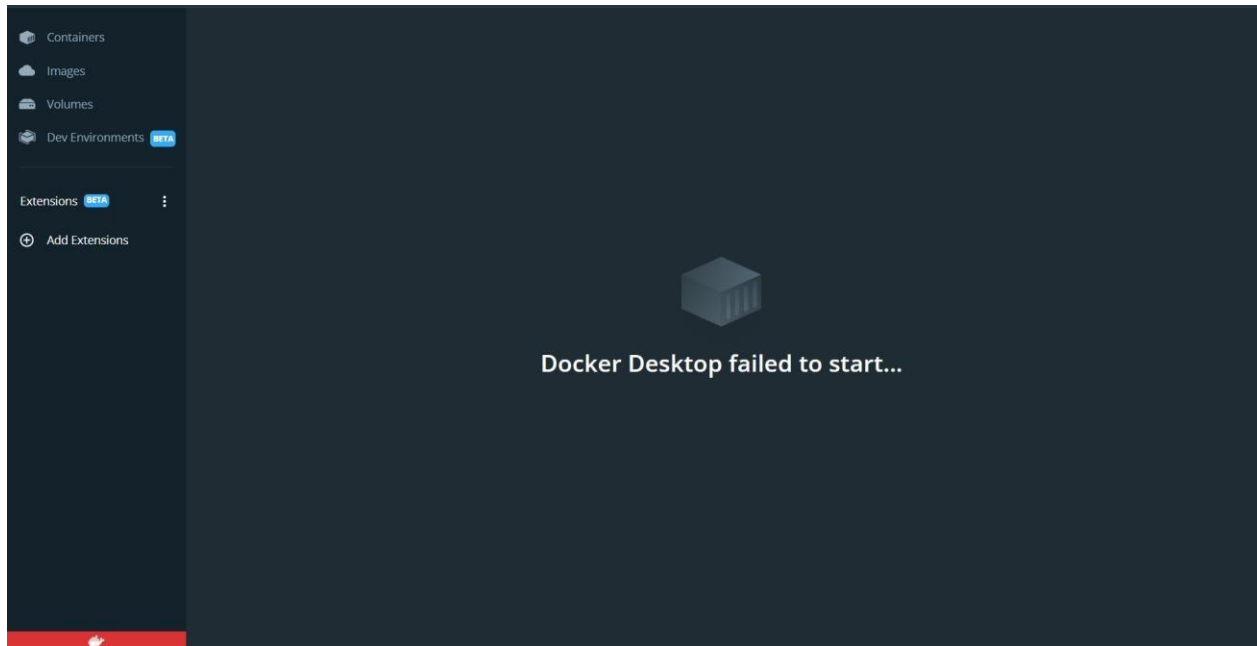 Containers
Images
Volumes
Dev Environments BETA
Extensions BETA
Add Extensions
Docker Desktop failed to start...